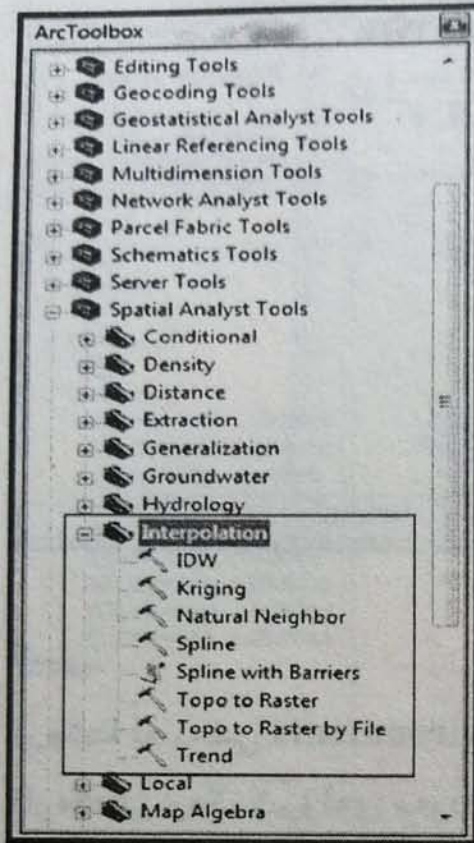 ArcToolbox
Editing Tools
Geocoding Tools
Geostatistical Analyst Tools
Linear Referencing Tools
Multidimension Tools
Network Analyst Tools
Parcel Fabric Tools
Schematics Tools
Server Tools
Spatial Analyst Tools
Conditional
Density
Distance
Extraction
Generalization
Groundwater
Hydrology
Interpolation
IDW
Kriging
Natural Neighbor
Spline
Spline with Barriers
Topo to Raster
Topo to Raster by File
Trend
Local
Map Algebra